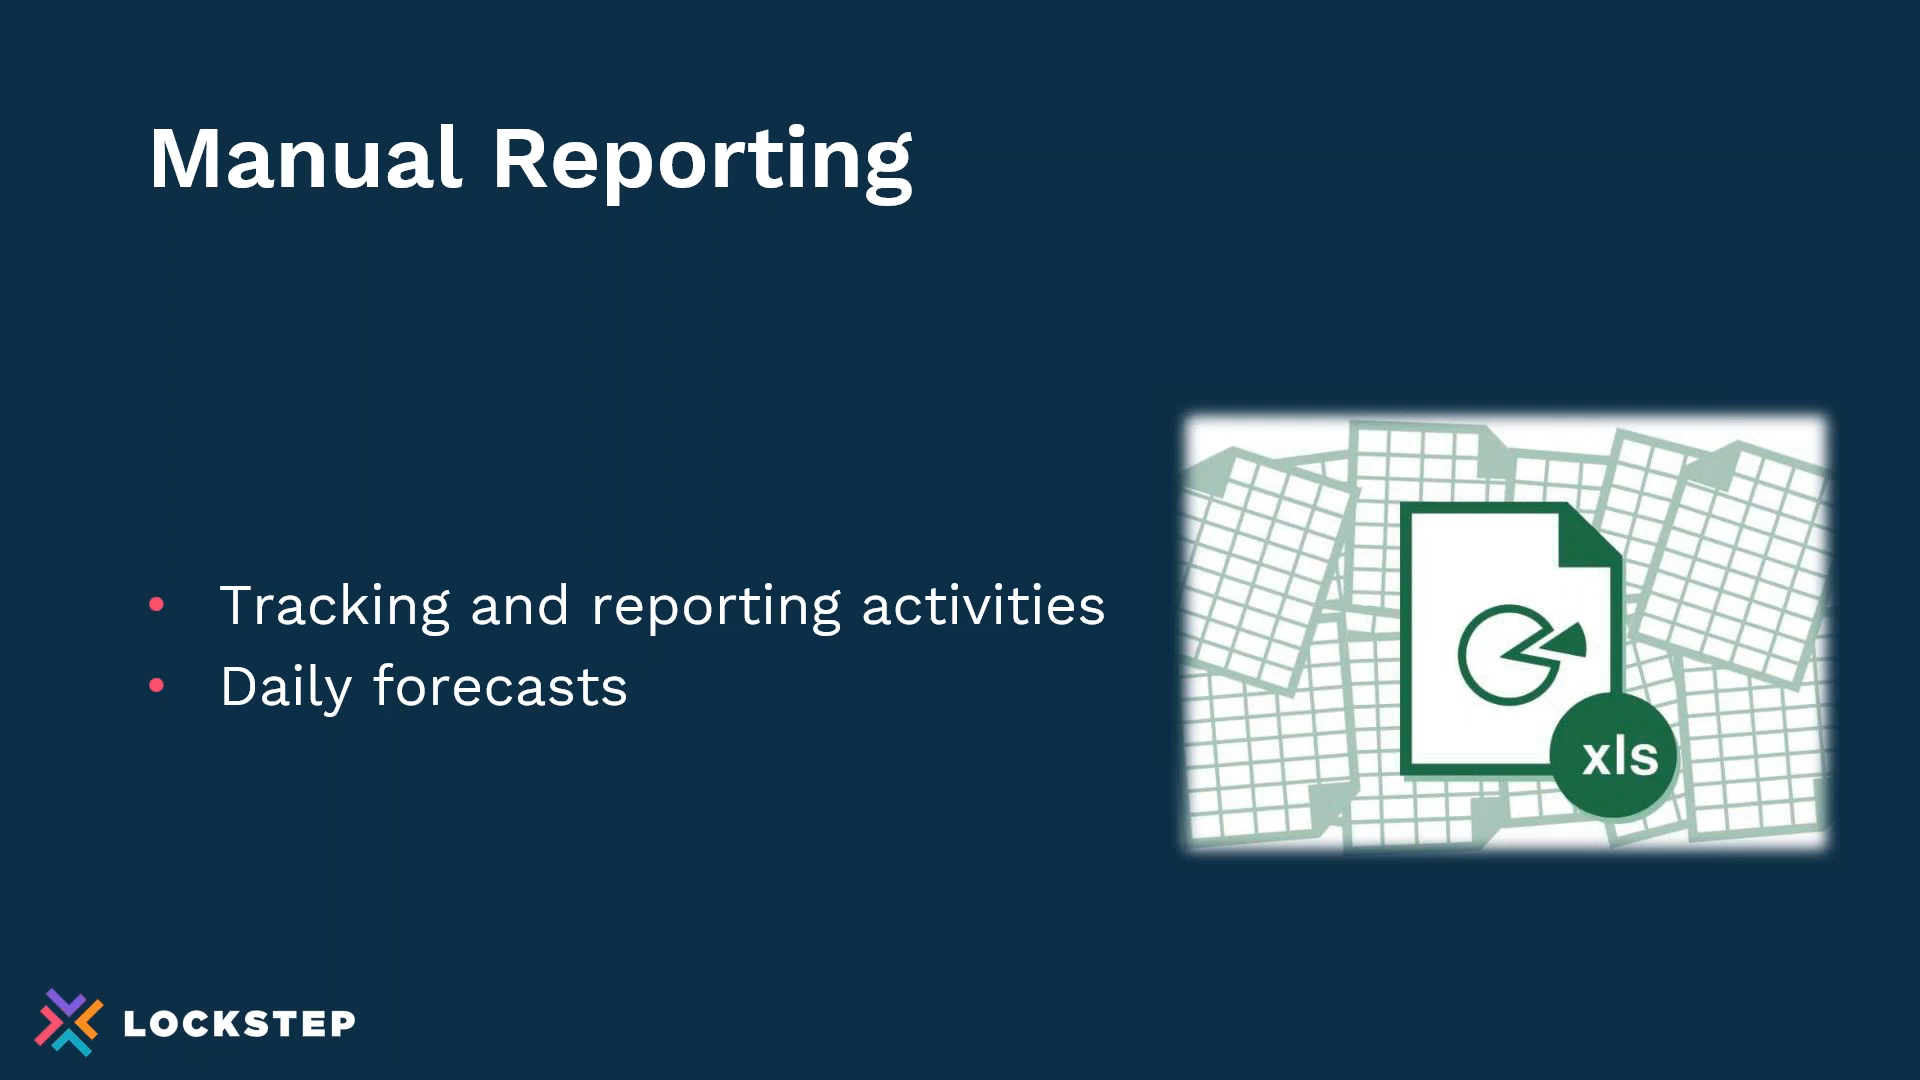 Manual Reporting
• Tracking and reporting activities
• Daily forecasts
xls
LOCKSTEP